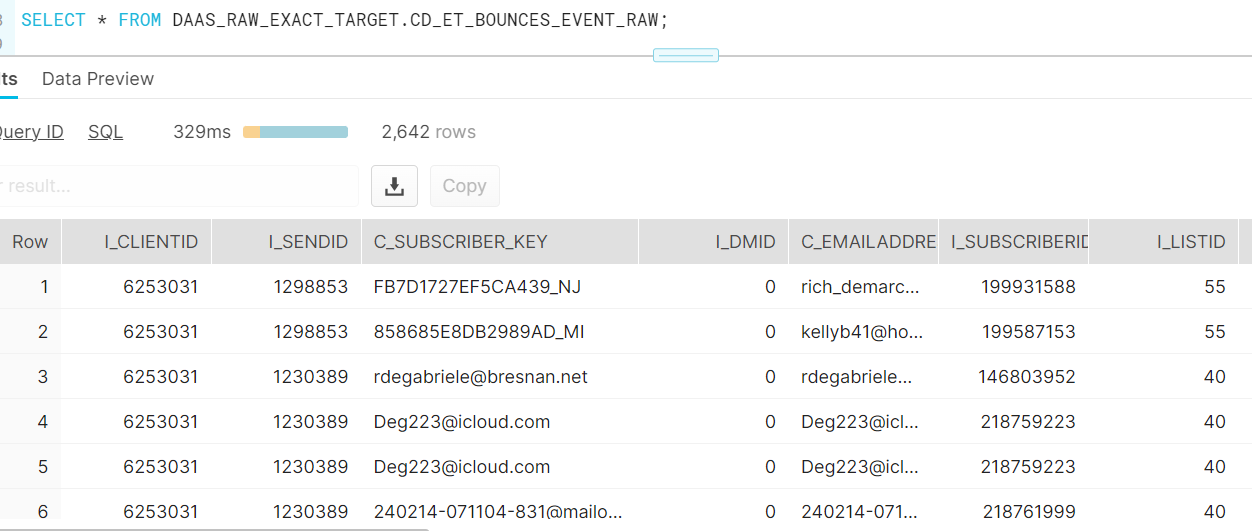 SELECT * FROM DAAS_RAW_EXACT_TARGET.CD_ET_BOUNCES_EVENT_RAW;
ts Data Preview
Query ID SQL 329ms 2,642 rows
r result... Copy
Row I_CLIENTID I_SENDID C_SUBSCRIBER_KEY I_DMID C_EMAILADDRE I_SUBSCRIBERID I_LISTID
1 6253031 1298853 FB7D1727EF5CA439_NJ 0 rich_demarc... 199931588 55
2 6253031 1298853 858685E8DB2989AD_MI 0 kellyb41@ho... 199587153 55
3 6253031 1230389 rdegabriele@bresnan.net 0 rdegabriele... 146803952 40
4 6253031 1230389 Deg223@icloud.com 0 Deg223@icl... 218759223 40
5 6253031 1230389 Deg223@icloud.com 0 Deg223@icl... 218759223 40
6 6253031 1230389 240214-071104-831@mailo... 0 240214-071... 218761999 40